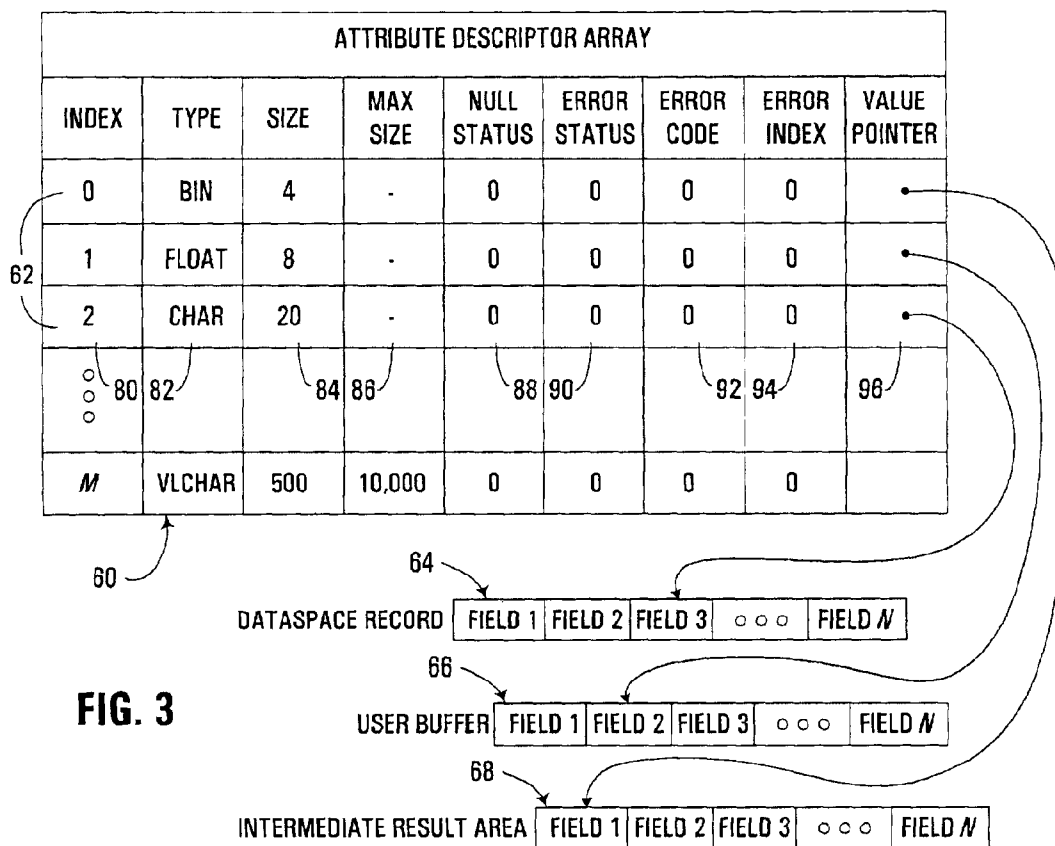 ATTRIBUTE DESCRIPTOR ARRAY
INDEX TYPE SIZE MAX SIZE NULL STATUS ERROR STATUS ERROR CODE ERROR INDEX VALUE POINTER
0 BIN 4 - 0 0 0 0
62
1 FLOAT 8 - 0 0 0 0
2 CHAR 20 - 0 0 0 0
80 82 84 86 88 90 92 94 96
M VLCHAR 500 10,000 0 0 0 0
60
64
DATASPACE RECORD FIELD 1 FIELD 2 FIELD 3 ○○○ FIELD N
66
FIG. 3
USER BUFFER FIELD 1 FIELD 2 FIELD 3 ○○○ FIELD N
68
INTERMEDIATE RESULT AREA FIELD 1 FIELD 2 FIELD 3 ○○○ FIELD N